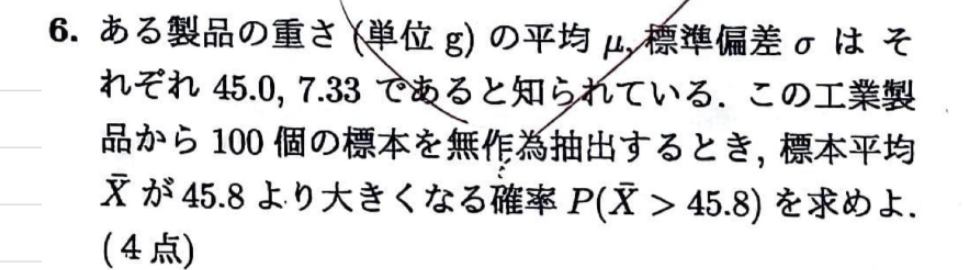 6. ある製品の重さ (単位 g) の平均 μ, 標準偏差 σ は そ
れぞれ 45.0, 7.33 であると知られている. この工業製
品から 100 個の標本を無作為抽出するとき, 標本平均
X̄ が 45.8 より大きくなる確率 P(X̄ > 45.8) を求めよ.
(4 点)